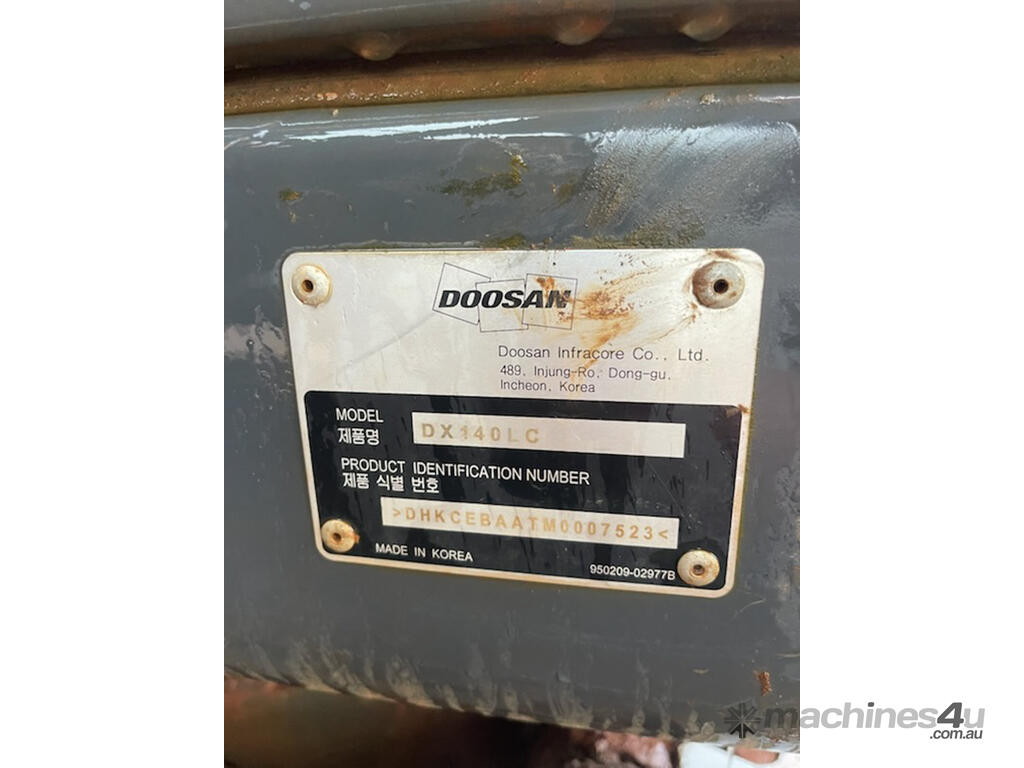 DOOSAN
Doosan Infracore Co., Ltd.
489, Injung-Ro, Dong-gu,
Incheon, Korea
MODEL
제품명
DX140LC
PRODUCT IDENTIFICATION NUMBER
제품 식별 번호
>DHKCEBAATM0007523<
MADE IN KOREA
950209-02977B
machines4u
.com.au